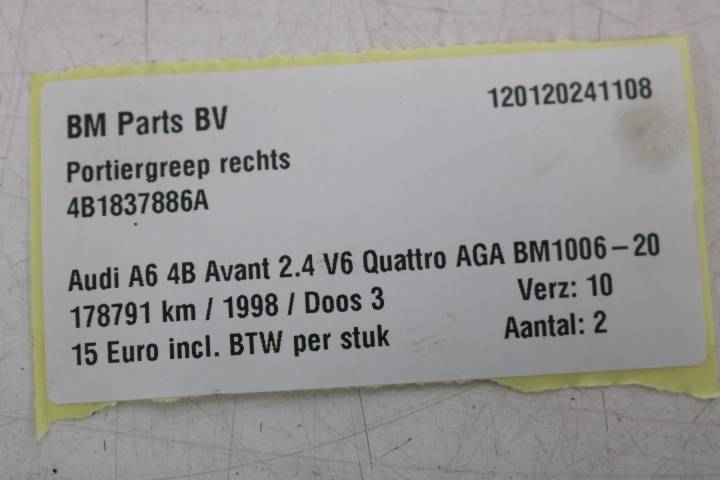 BM Parts BV 120120241108
Portiergreep rechts
4B1837886A
Audi A6 4B Avant 2.4 V6 Quattro AGA BM1006-20
178791 km / 1998 / Doos 3 Verz: 10
15 Euro incl. BTW per stuk Aantal: 2